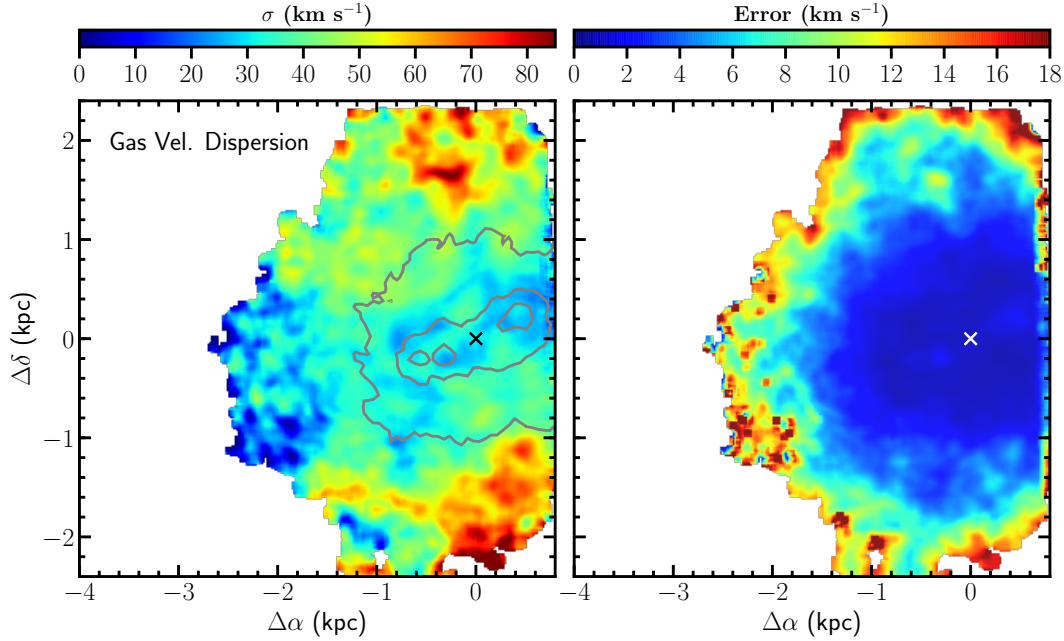 σ (km s⁻¹)
Error (km s⁻¹)
0 10 20 30 40 50 60 70 80
0 2 4 6 8 10 12 14 16 18
Gas Vel. Dispersion
2
1
0
−1
−2
Δδ (kpc)
−4 −3 −2 −1 0
−4 −3 −2 −1 0
Δα (kpc)
Δα (kpc)